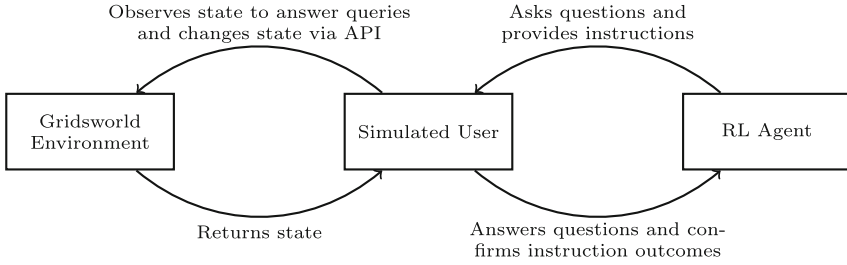 Observes state to answer queries
and changes state via API
Asks questions and
provides instructions
Gridsworld
Environment
Simulated User
RL Agent
Returns state
Answers questions and con-
firms instruction outcomes